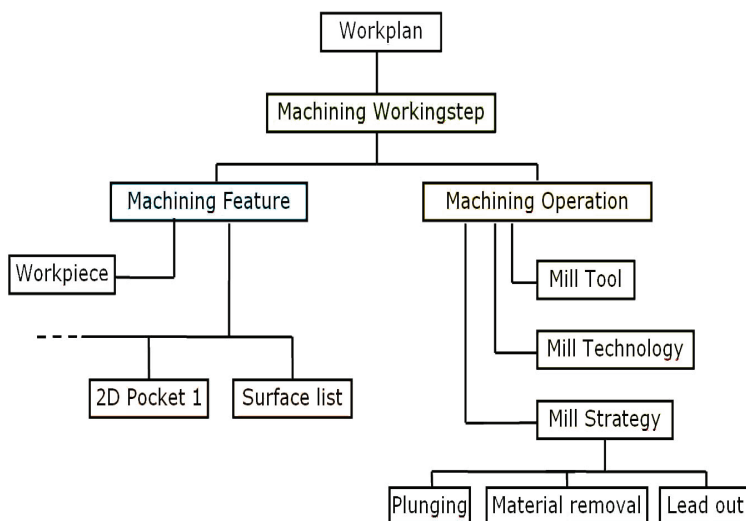 Workplan
Machining Workingstep
Machining Feature
Machining Operation
Workpiece
Mill Tool
Mill Technology
2D Pocket 1
Surface list
Mill Strategy
Plunging
Material removal
Lead out